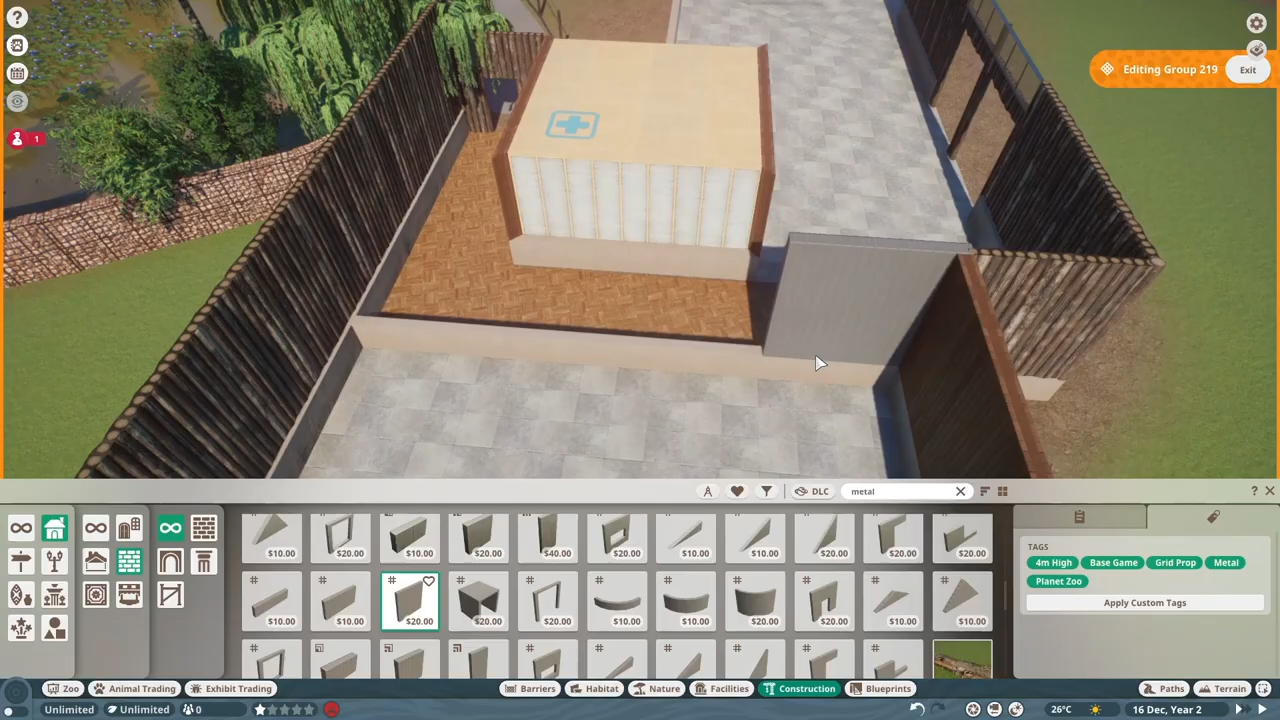 ?
1
Editing Group 219
Exit
DLC
metal
?
$10.00
$20.00
$10.00
$20.00
$40.00
$20.00
$10.00
$10.00
$20.00
$20.00
$10.00
$10.00
$20.00
$20.00
$20.00
$10.00
$10.00
$10.00
$20.00
$10.00
$10.00
TAGS
4m High
Base Game
Grid Prop
Metal
Planet Zoo
Apply Custom Tags
Zoo
Animal Trading
Exhibit Trading
Barriers
Habitat
Nature
Facilities
Construction
Blueprints
Paths
Terrain
Unlimited
Unlimited
0
26°C
16 Dec, Year 2